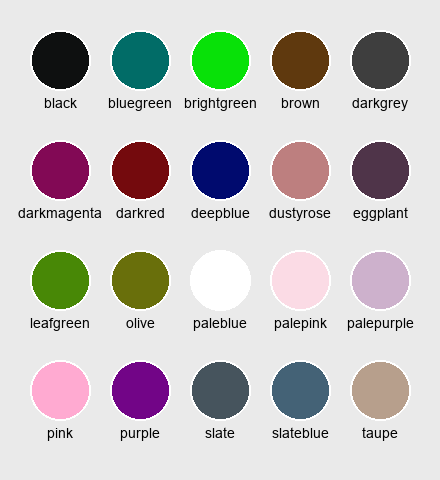 black bluegreen brightgreen brown darkgrey
darkmagenta darkred deepblue dustyrose eggplant
leafgreen olive paleblue palepink palepurple
pink purple slate slateblue taupe